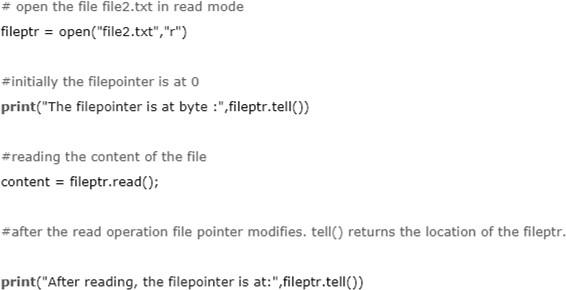 # open the file file2.txt in read mode
fileptr = open("file2.txt","r")
#initially the filepointer is at 0
print("The filepointer is at byte :",fileptr.tell())
#reading the content of the file
content = fileptr.read();
#after the read operation file pointer modifies. tell() returns the location of the fileptr.
print("After reading, the filepointer is at:",fileptr.tell())